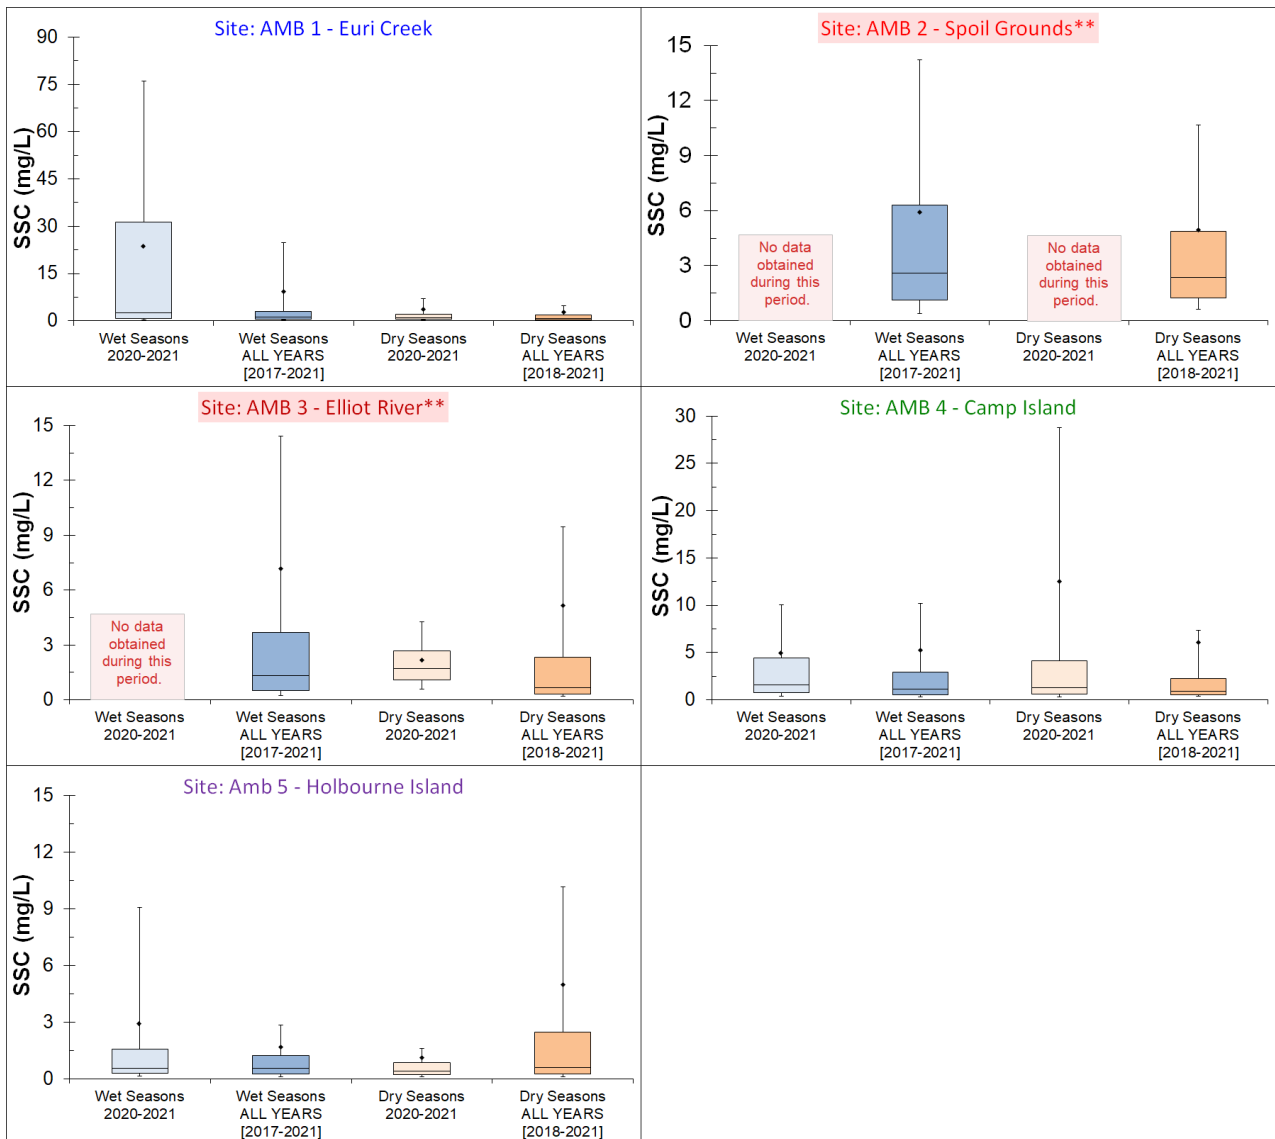 Site: AMB 1 - Euri Creek
SSC (mg/L)
90
75
60
45
30
15
0
Wet Seasons
2020-2021
Wet Seasons
ALL YEARS
[2017-2021]
Dry Seasons
2020-2021
Dry Seasons
ALL YEARS
[2018-2021]
Site: AMB 2 - Spoil Grounds**
SSC (mg/L)
15
12
9
6
3
0
No data
obtained
during this
period.
No data
obtained
during this
period.
Wet Seasons
2020-2021
Wet Seasons
ALL YEARS
[2017-2021]
Dry Seasons
2020-2021
Dry Seasons
ALL YEARS
[2018-2021]
Site: AMB 3 - Elliot River**
SSC (mg/L)
15
12
9
6
3
0
No data
obtained
during this
period.
Wet Seasons
2020-2021
Wet Seasons
ALL YEARS
[2017-2021]
Dry Seasons
2020-2021
Dry Seasons
ALL YEARS
[2018-2021]
Site: AMB 4 - Camp Island
SSC (mg/L)
30
25
20
15
10
5
0
Wet Seasons
2020-2021
Wet Seasons
ALL YEARS
[2017-2021]
Dry Seasons
2020-2021
Dry Seasons
ALL YEARS
[2018-2021]
Site: Amb 5 - Holbourne Island
SSC (mg/L)
15
12
9
6
3
0
Wet Seasons
2020-2021
Wet Seasons
ALL YEARS
[2017-2021]
Dry Seasons
2020-2021
Dry Seasons
ALL YEARS
[2018-2021]